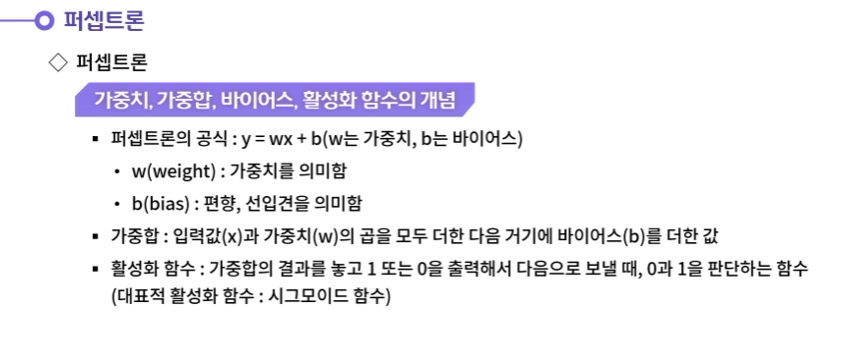 퍼셉트론
◇ 퍼셉트론
가중치, 가중합, 바이어스, 활성화 함수의 개념
▪ 퍼셉트론의 공식 : y = wx + b(w는 가중치, b는 바이어스)
• w(weight) : 가중치를 의미함
• b(bias) : 편향, 선입견을 의미함
▪ 가중합 : 입력값(x)과 가중치(w)의 곱을 모두 더한 다음 거기에 바이어스(b)를 더한 값
▪ 활성화 함수 : 가중합의 결과를 놓고 1 또는 0을 출력해서 다음으로 보낼 때, 0과 1을 판단하는 함수
(대표적 활성화 함수 : 시그모이드 함수)